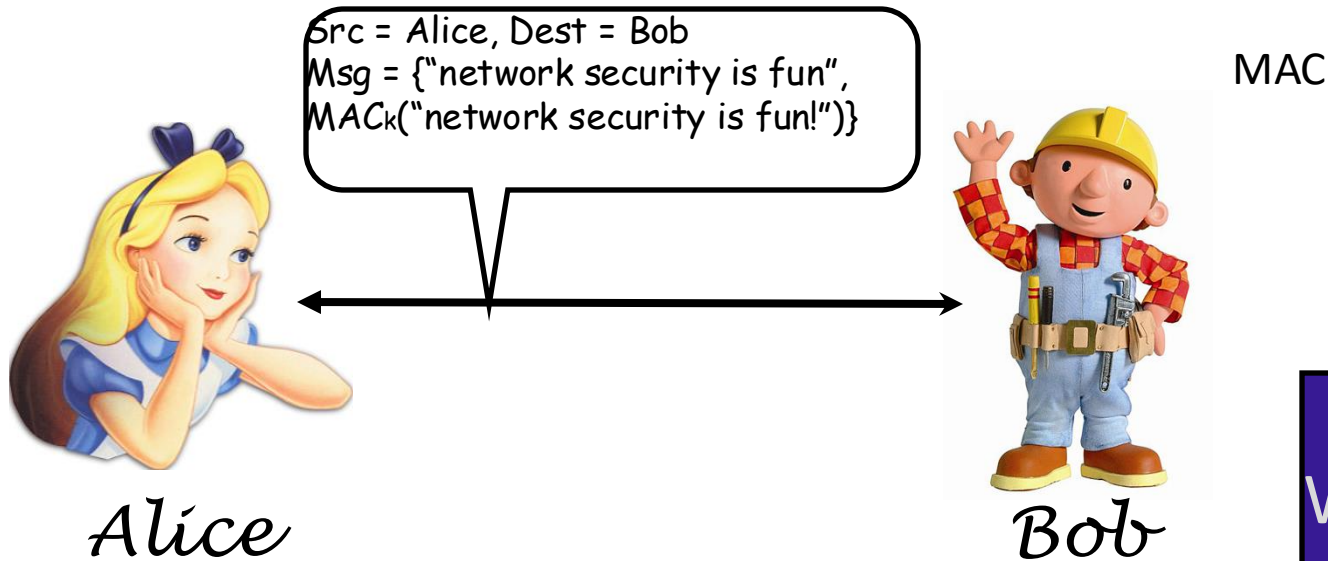 Src = Alice, Dest = Bob
Msg = {“network security is fun”,
MACk(“network security is fun!”)}
MAC
Alice
Bob